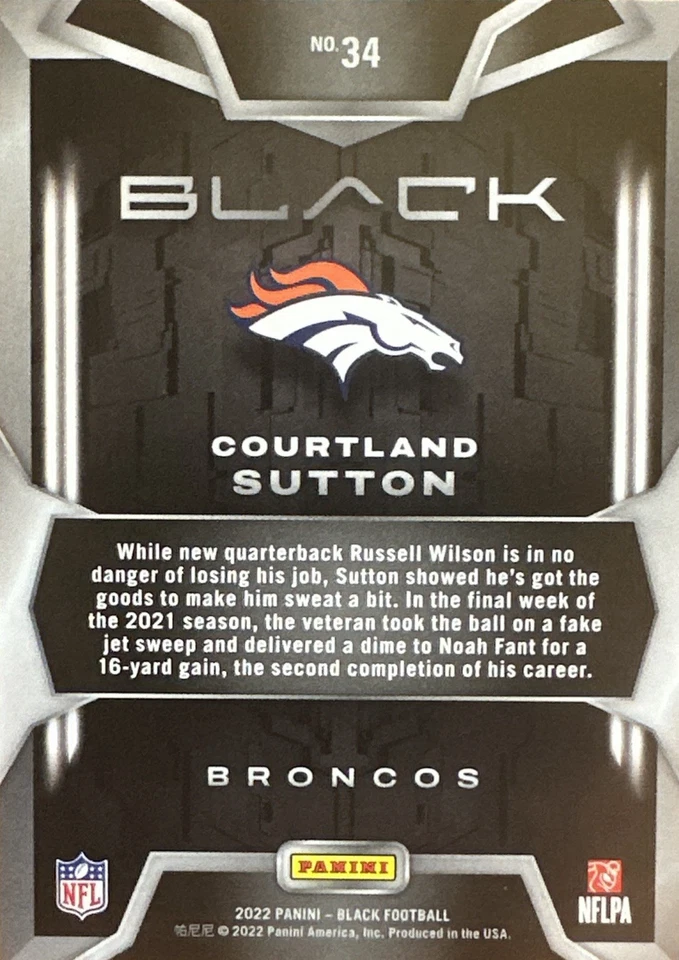 NO. 34
BLACK
COURTLAND
SUTTON
While new quarterback Russell Wilson is in no
danger of losing his job, Sutton showed he's got the
goods to make him sweat a bit. In the final week of
the 2021 season, the veteran took the ball on a fake
jet sweep and delivered a dime to Noah Fant for a
16-yard gain, the second completion of his career.
BRONCOS
PANINI
NFL
NFLPA
2022 PANINI – BLACK FOOTBALL
帕尼尼 © 2022 Panini America, Inc. Produced in the USA.